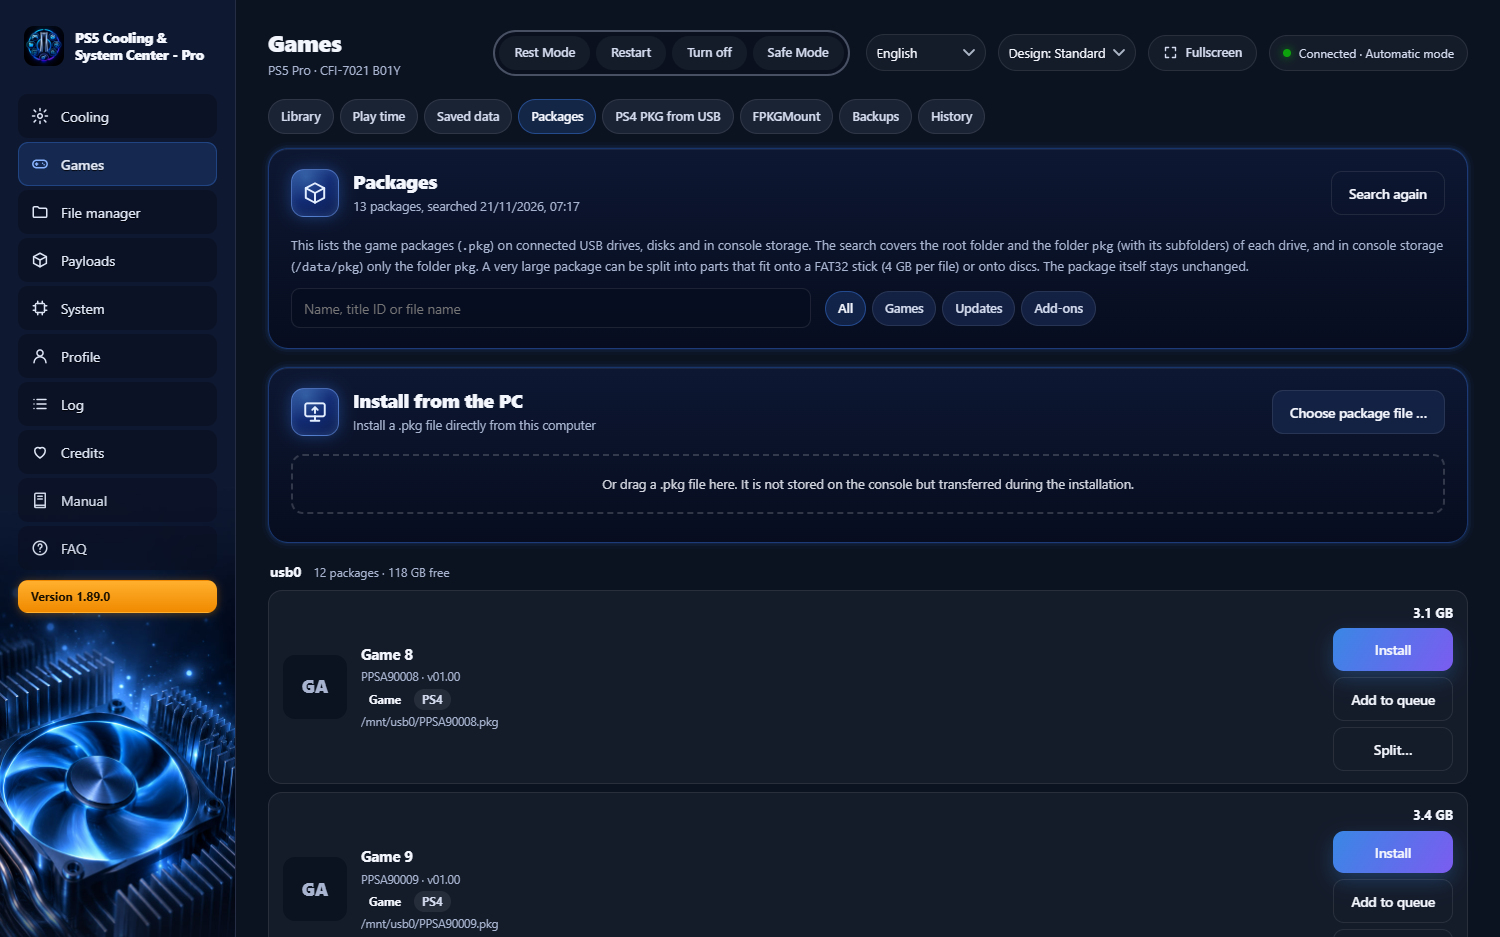 PS5 Cooling &
System Center - Pro
Cooling
Games
File manager
Payloads
System
Profile
Log
Credits
Manual
FAQ
Version 1.89.0
Games
PS5 Pro · CFI-7021 B01Y
Rest Mode
Restart
Turn off
Safe Mode
English
Design: Standard
Fullscreen
Connected · Automatic mode
Library
Play time
Saved data
Packages
PS4 PKG from USB
FPKGMount
Backups
History
Packages
13 packages, searched 21/11/2026, 07:17
Search again
This lists the game packages (.pkg) on connected USB drives, disks and in console storage. The search covers the root folder and the folder pkg (with its subfolders) of each drive, and in console storage
(/data/pkg) only the folder pkg. A very large package can be split into parts that fit onto a FAT32 stick (4 GB per file) or onto discs. The package itself stays unchanged.
Name, title ID or file name
All
Games
Updates
Add-ons
Install from the PC
Install a .pkg file directly from this computer
Choose package file ...
Or drag a .pkg file here. It is not stored on the console but transferred during the installation.
usb0 12 packages · 118 GB free
3.1 GB
GA
Game 8
PPSA90008 · v01.00
Game PS4
/mnt/usb0/PPSA90008.pkg
Install
Add to queue
Split...
3.4 GB
GA
Game 9
PPSA90009 · v01.00
Game PS4
/mnt/usb0/PPSA90009.pkg
Install
Add to queue